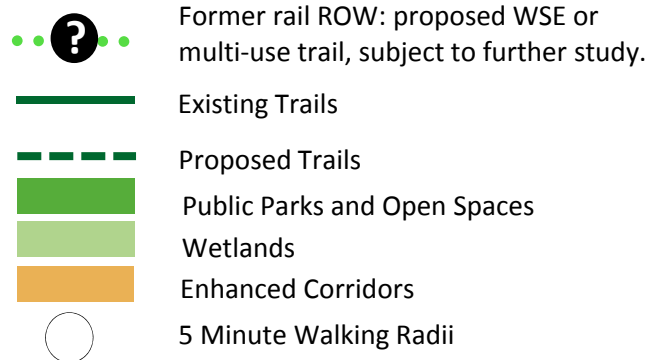 ?
Former rail ROW: proposed WSE or
multi-use trail, subject to further study.
Existing Trails
Proposed Trails
Public Parks and Open Spaces
Wetlands
Enhanced Corridors
5 Minute Walking Radii